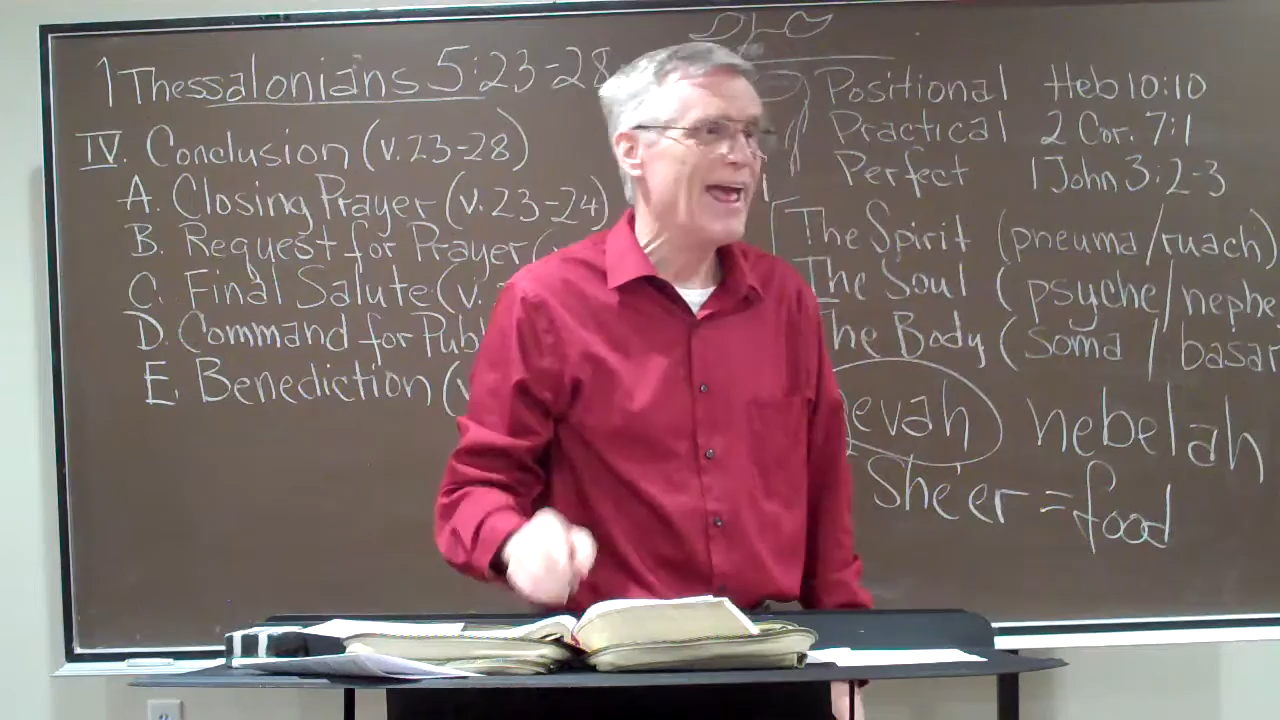 1 Thessalonians 5:23-28
IV. Conclusion (v.23-28)
A. Closing Prayer (v.23-24)
B. Request for Prayer (
C. Final Salute (v.
D. Command for Pub
E. Benediction (v
Positional Heb 10:10
Practical 2 Cor. 7:1
Perfect 1 John 3:2-3
The Spirit (pneuma/ruach)
The Soul (psyche/nephe
The Body (soma / basar
evah nebelah
She'er = food